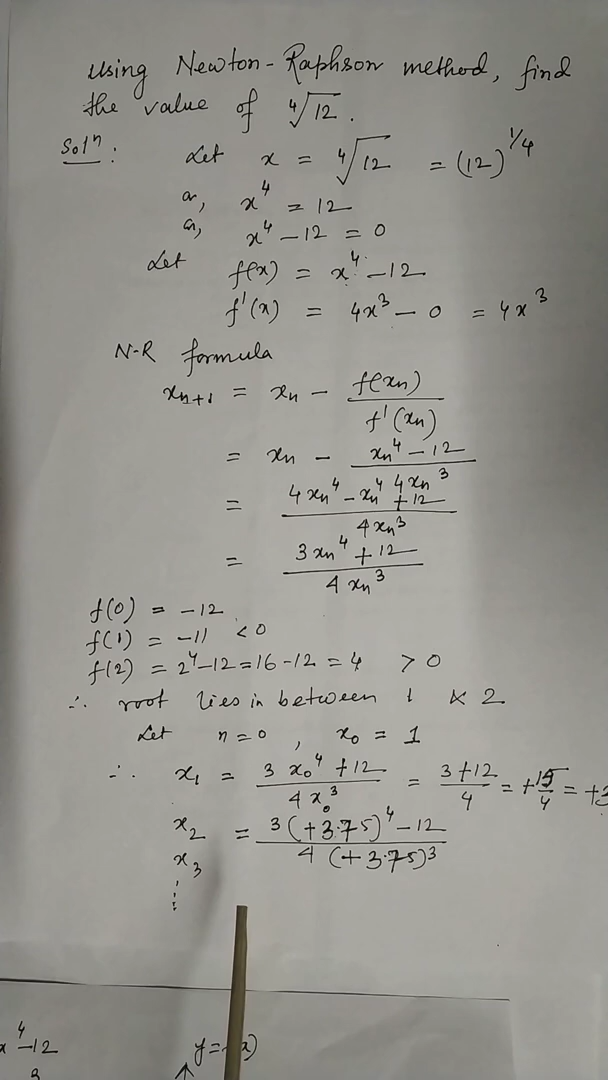 Using Newton-Raphson method, find
the value of ∜12.
Solⁿ: Let x = ∜12 = (12)^1/4
or, x⁴ = 12
or, x⁴ – 12 = 0
Let f(x) = x⁴ – 12
f'(x) = 4x³ – 0 = 4x³
N-R formula
xₙ₊₁ = xₙ – f(xₙ) / f'(xₙ)
= xₙ – (xₙ⁴ – 12) / 4xₙ³
= (4xₙ⁴ – xₙ⁴ + 12) / 4xₙ³
= (3xₙ⁴ + 12) / 4xₙ³
f(0) = –12
f(1) = –11 < 0
f(2) = 2⁴–12 = 16–12 = 4 > 0
∴ root lies in between 1 & 2.
Let n = 0, x₀ = 1
∴ x₁ = (3x₀⁴ + 12) / 4x₀³ = (3+12) / 4 = +15/4 = +3
x₂ = (3(+3.75)⁴ – 12) / 4(+3.75)³
x₃
⋮
x⁴–12
y=